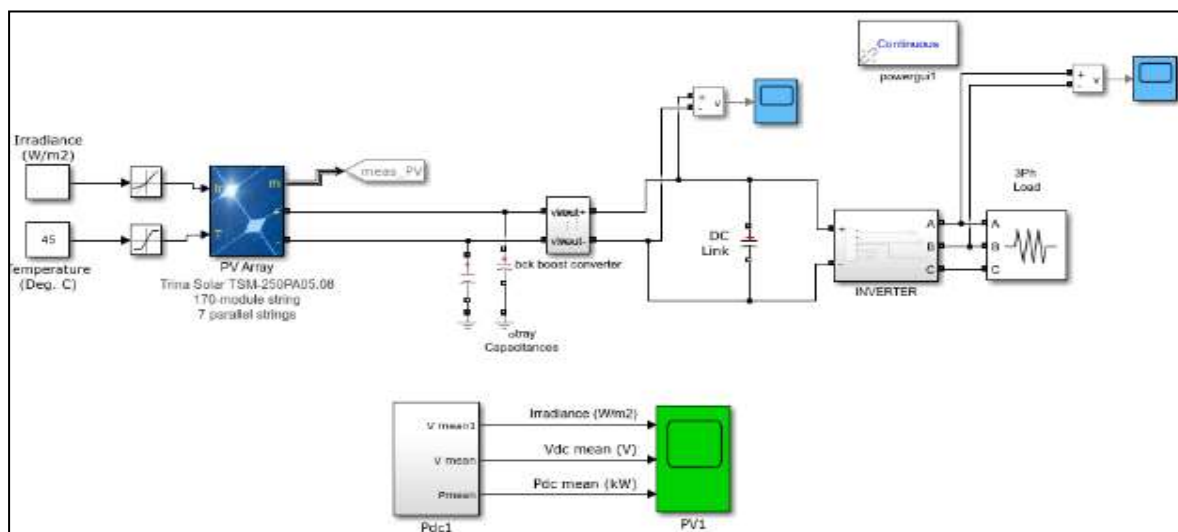 Continuous
powergui1
+
-
v
+
-
v
Irradiance
(W/m2)
Ir
m
meas_PV
+
-
T
45
Temperature
(Deg. C)
PV Array
Trina Solar TSM-250PA05.08
170-module string
7 parallel strings
bck boost converter
stray
Capacitances
DC
Link
+
-
A
B
C
INVERTER
3Ph
Load
A
B
C
V mean1
Irradiance (W/m2)
V mean
Vdc mean (V)
Pmean
Pdc mean (kW)
Pdc1
PV1